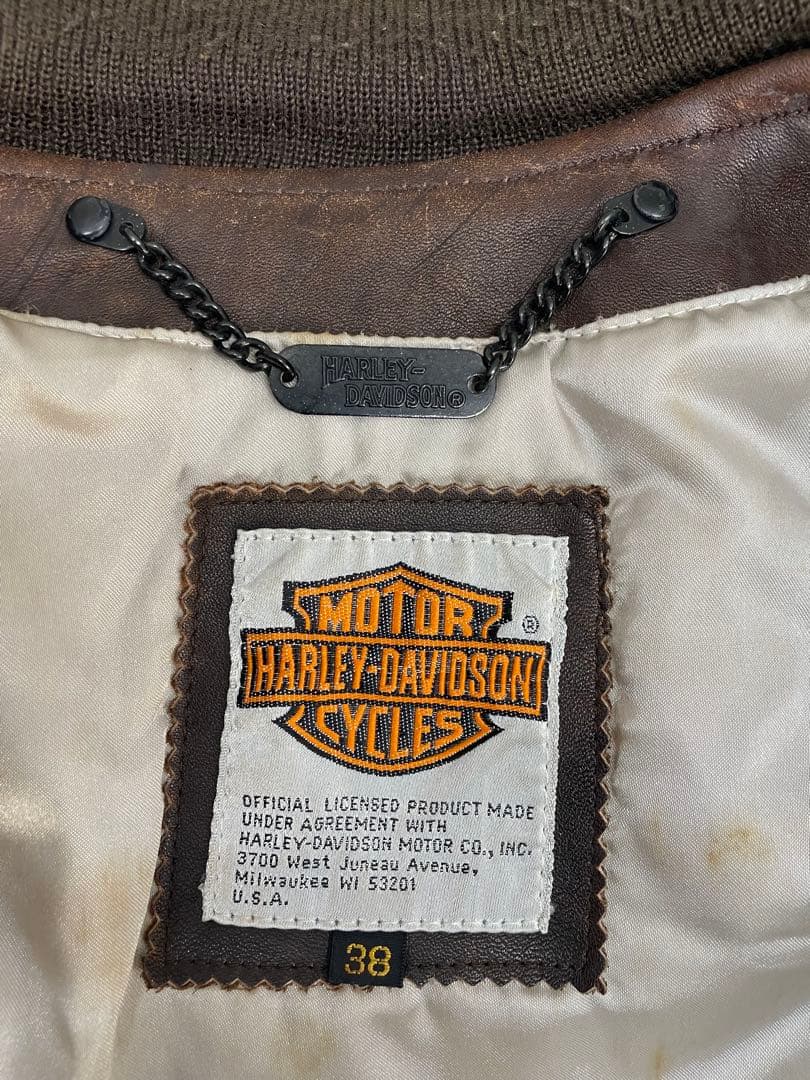 HARLEY-
DAVIDSON®
MOTOR
®
HARLEY-DAVIDSON
CYCLES
OFFICIAL LICENSED PRODUCT MADE
UNDER AGREEMENT WITH
HARLEY-DAVIDSON MOTOR CO., INC.
3700 West Juneau Avenue,
Milwaukee WI 53201
U.S.A.
38